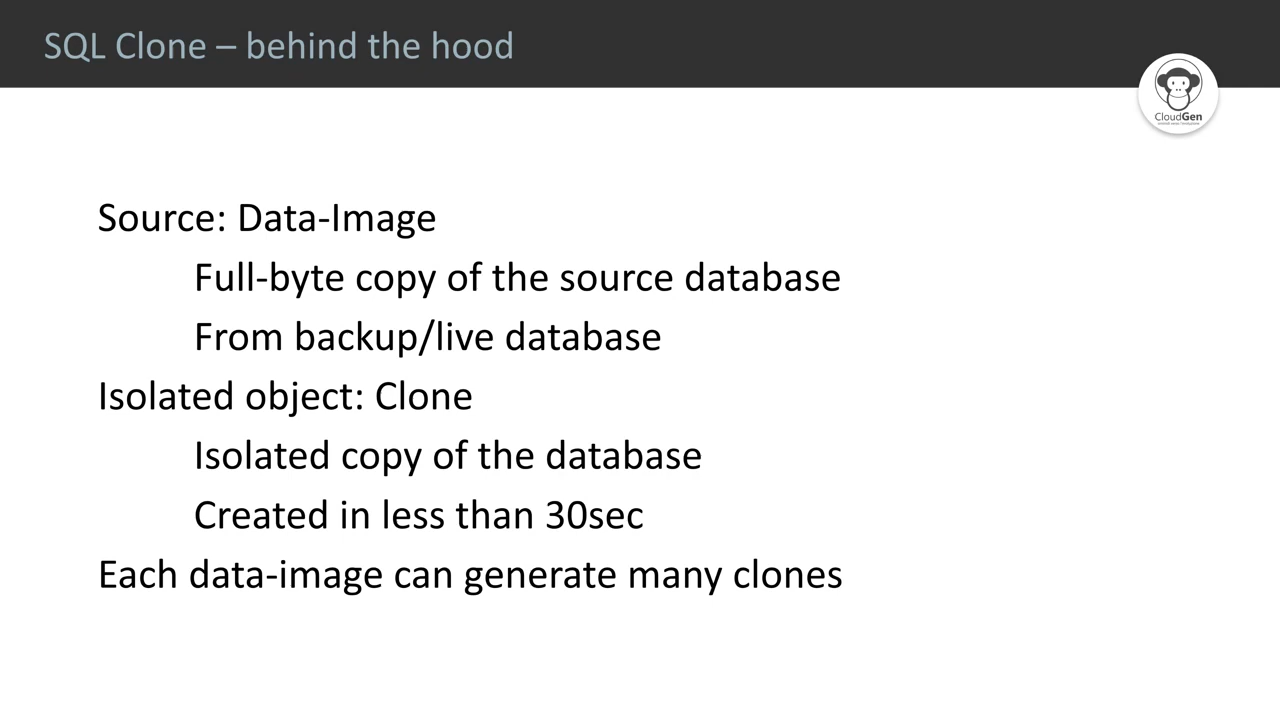 SQL Clone – behind the hood
CloudGen
Source: Data-Image
Full-byte copy of the source database
From backup/live database
Isolated object: Clone
Isolated copy of the database
Created in less than 30sec
Each data-image can generate many clones